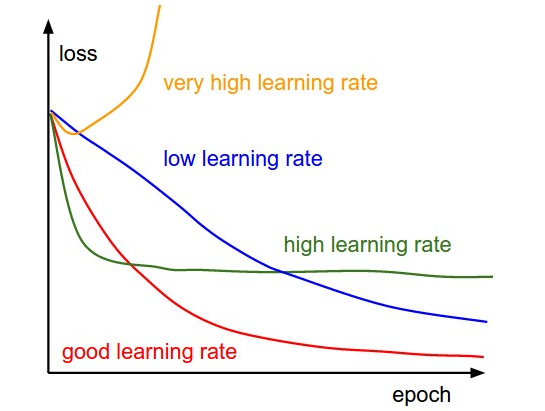 loss
very high learning rate
low learning rate
high learning rate
good learning rate
epoch